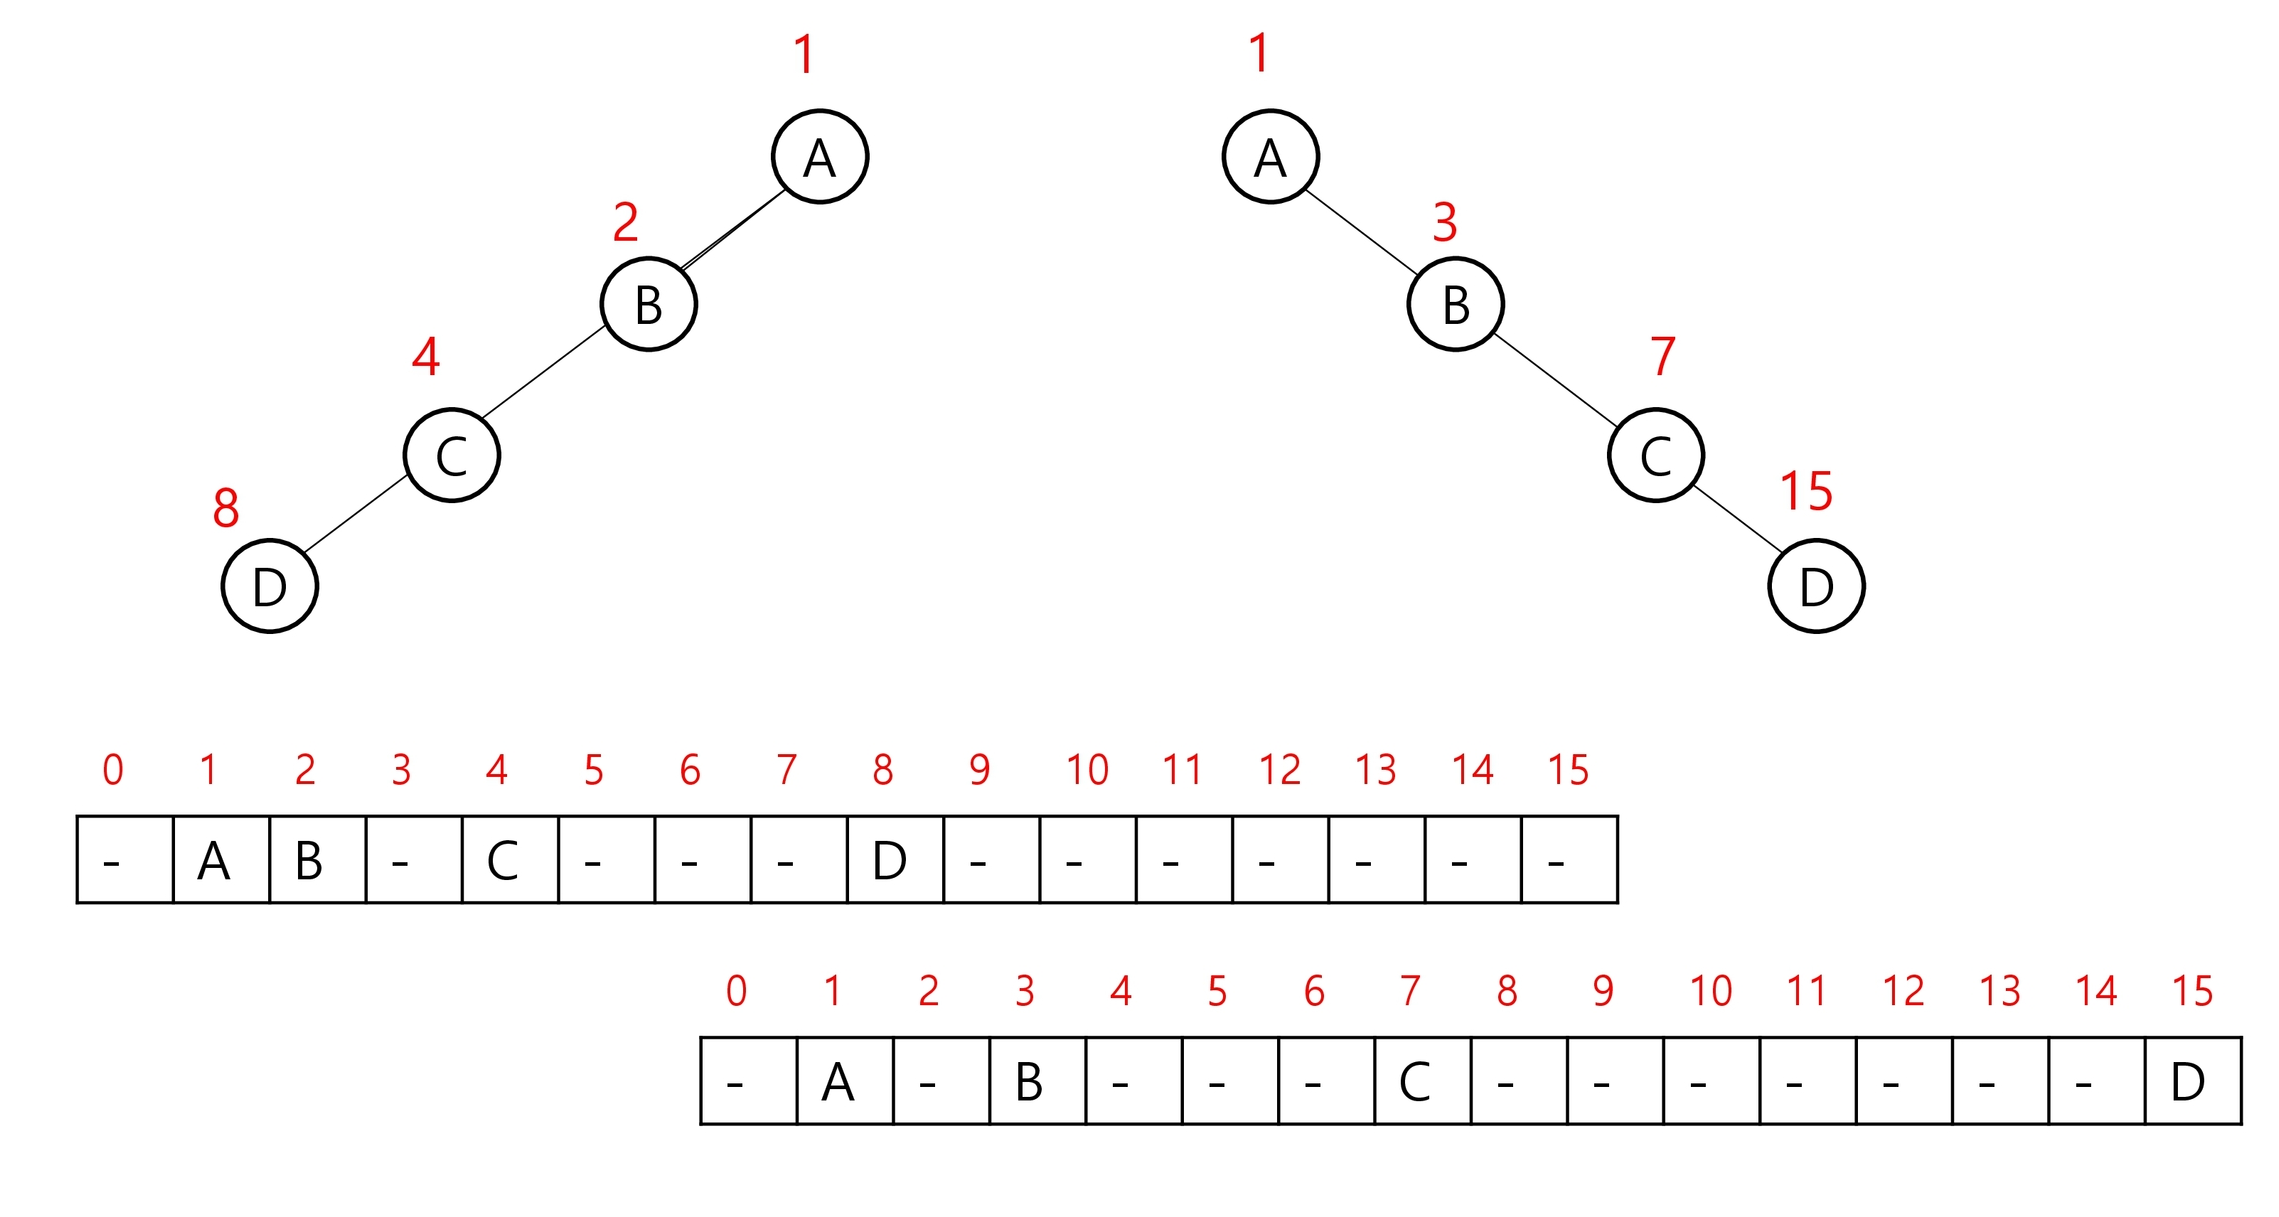 1 1
A A
2 3
B B
4 7
C C
8 15
D D
0 1 2 3 4 5 6 7 8 9 10 11 12 13 14 15
- A B - C - - - D - - - - - - -
0 1 2 3 4 5 6 7 8 9 10 11 12 13 14 15
- A - B - - - C - - - - - - - D